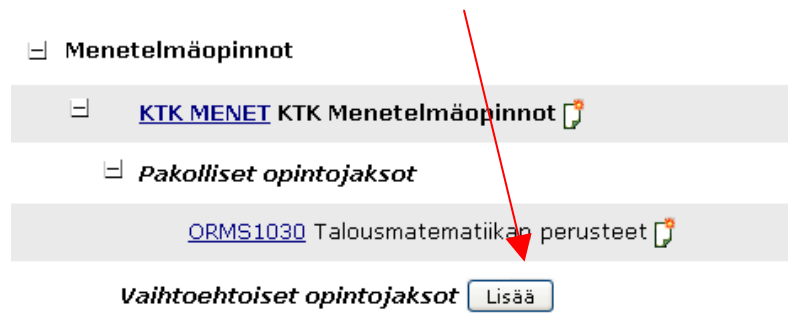 Menetelmäopinnot
KTK MENET KTK Menetelmäopinnot
Pakolliset opintojaksot
ORMS1030 Talousmatematiikan perusteet
Vaihtoehtoiset opintojaksot Lisää